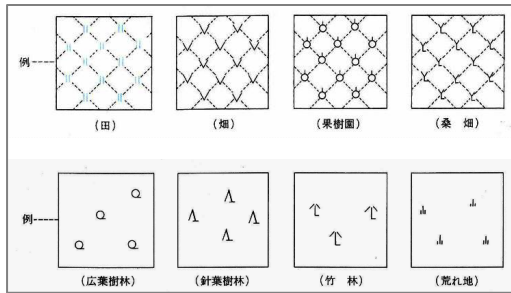 例
(田) (畑) (果樹園) (桑 畑)
例
(広葉樹林) (針葉樹林) (竹 林) (荒れ地)